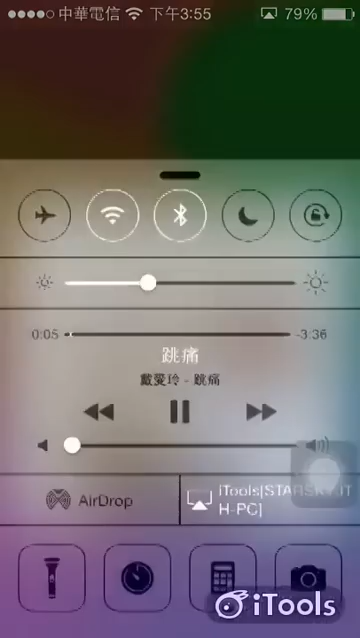 中華電信 下午3:55 79%
0:05 -3:36
跳痛
戴愛玲 - 跳痛
AirDrop
iTools[STARSKY.IT
H-PC]
iTools